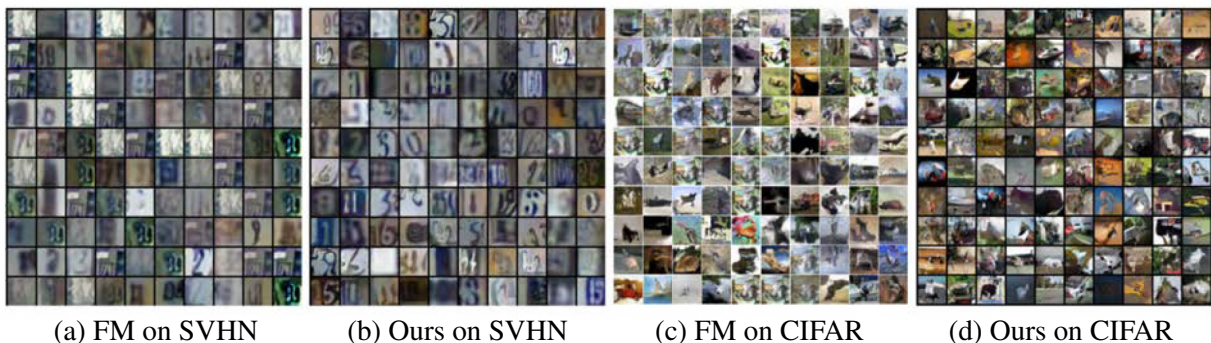 (a) FM on SVHN
(b) Ours on SVHN
(c) FM on CIFAR
(d) Ours on CIFAR